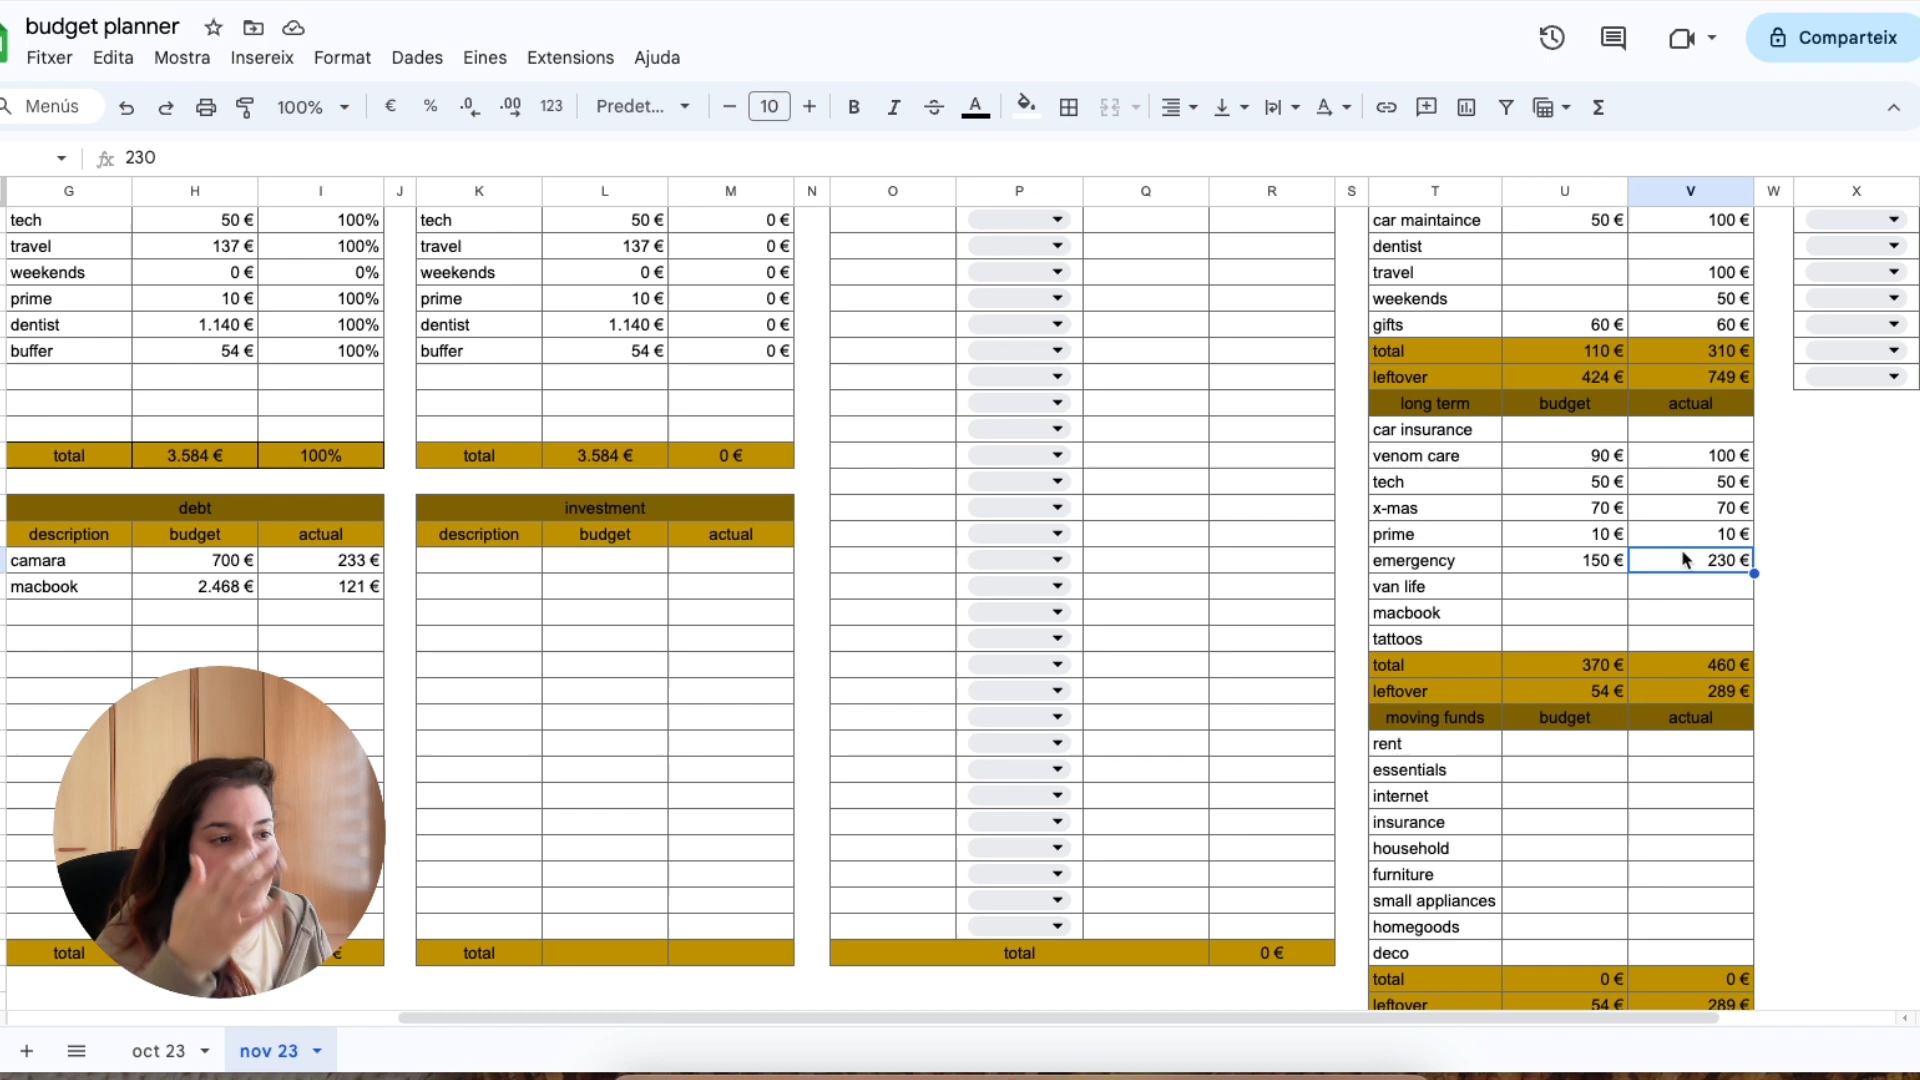 budget planner
Fitxer Edita Mostra Insereix Format Dades Eines Extensions Ajuda
Comparteix
Menús 100% € % .0 .00 123 Predet... 10 B I A
fx 230
G H I J K L M N O P Q R S T U V W X
tech 50 € 100% tech 50 € 0 € car maintaince 50 € 100 €
travel 137 € 100% travel 137 € 0 € dentist
weekends 0 € 0% weekends 0 € 0 € travel 100 €
prime 10 € 100% prime 10 € 0 € weekends 50 €
dentist 1.140 € 100% dentist 1.140 € 0 € gifts 60 € 60 €
buffer 54 € 100% buffer 54 € 0 € total 110 € 310 €
leftover 424 € 749 €
long term budget actual
car insurance
total 3.584 € 100% total 3.584 € 0 € venom care 90 € 100 €
tech 50 € 50 €
debt investment x-mas 70 € 70 €
description budget actual description budget actual prime 10 € 10 €
camara 700 € 233 € emergency 150 € 230 €
macbook 2.468 € 121 € van life
macbook
tattoos
total 370 € 460 €
leftover 54 € 289 €
moving funds budget actual
rent
essentials
internet
insurance
household
furniture
small appliances
homegoods
total € total total 0 € deco
total 0 € 0 €
leftover 54 € 289 €
oct 23 nov 23